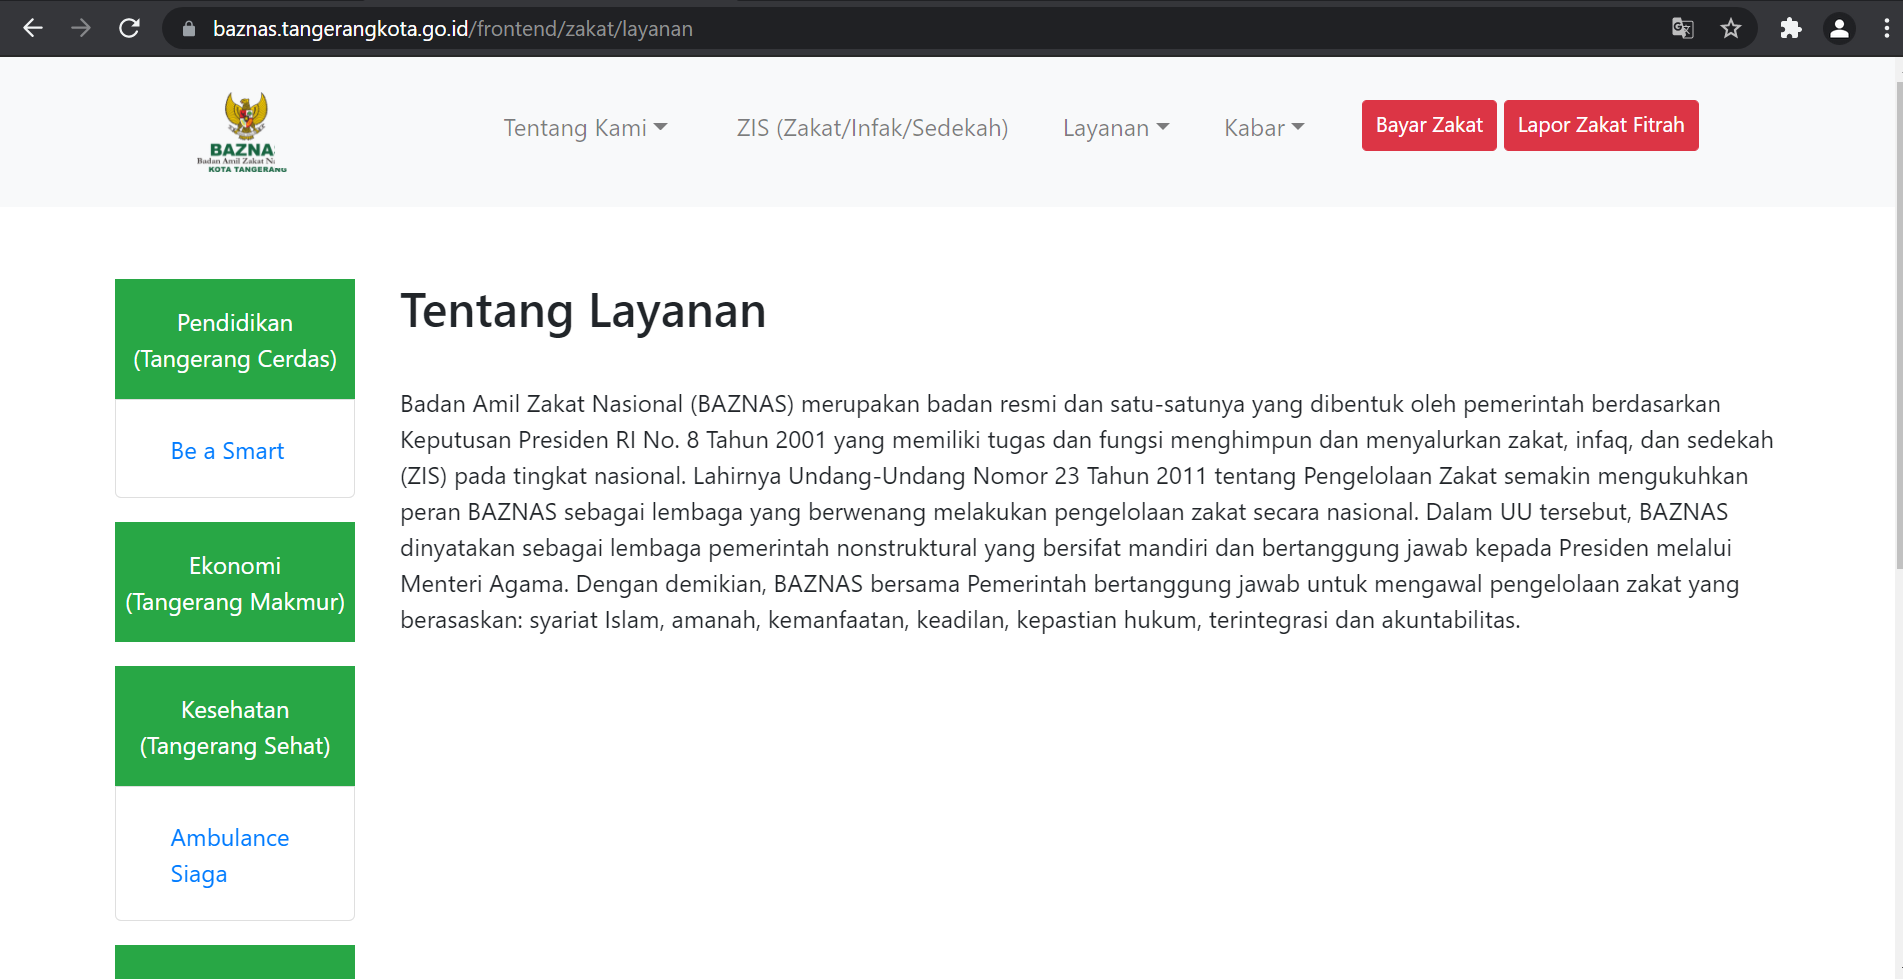 baznas.tangerangkota.go.id/frontend/zakat/layanan
BAZNA
Badan Amil Zakat N
KOTA TANGERANG
Tentang Kami
ZIS (Zakat/Infak/Sedekah)
Layanan
Kabar
Bayar Zakat
Lapor Zakat Fitrah
Pendidikan
(Tangerang Cerdas)
Be a Smart
Ekonomi
(Tangerang Makmur)
Kesehatan
(Tangerang Sehat)
Ambulance
Siaga
Tentang Layanan
Badan Amil Zakat Nasional (BAZNAS) merupakan badan resmi dan satu-satunya yang dibentuk oleh pemerintah berdasarkan
Keputusan Presiden RI No. 8 Tahun 2001 yang memiliki tugas dan fungsi menghimpun dan menyalurkan zakat, infaq, dan sedekah
(ZIS) pada tingkat nasional. Lahirnya Undang-Undang Nomor 23 Tahun 2011 tentang Pengelolaan Zakat semakin mengukuhkan
peran BAZNAS sebagai lembaga yang berwenang melakukan pengelolaan zakat secara nasional. Dalam UU tersebut, BAZNAS
dinyatakan sebagai lembaga pemerintah nonstruktural yang bersifat mandiri dan bertanggung jawab kepada Presiden melalui
Menteri Agama. Dengan demikian, BAZNAS bersama Pemerintah bertanggung jawab untuk mengawal pengelolaan zakat yang
berasaskan: syariat Islam, amanah, kemanfaatan, keadilan, kepastian hukum, terintegrasi dan akuntabilitas.